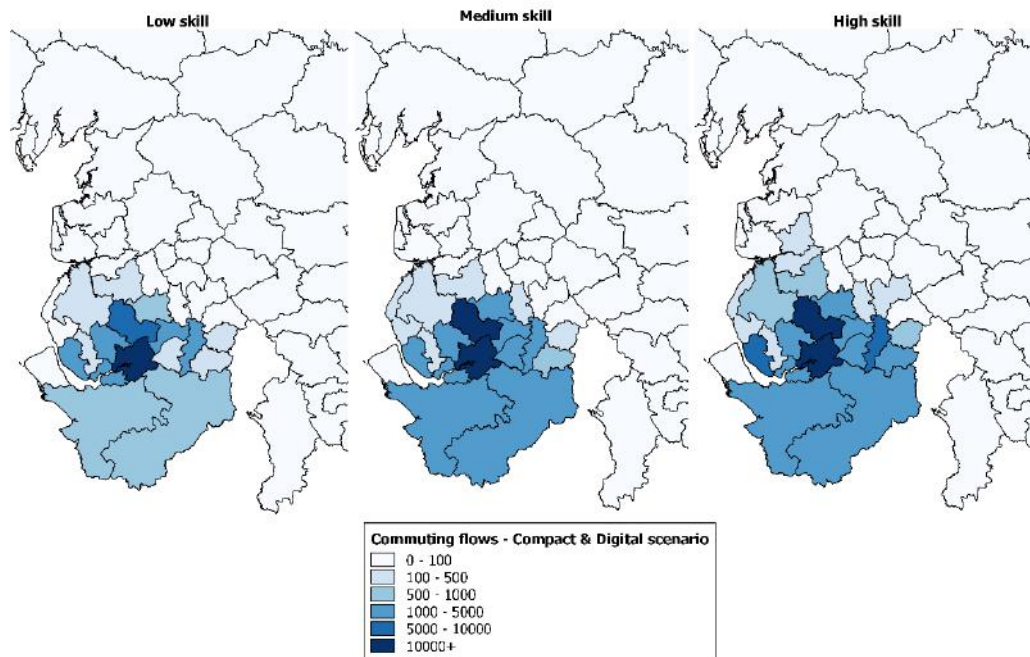 Low skill
Medium skill
High skill
Commuting flows - Compact & Digital scenario
0 - 100
100 - 500
500 - 1000
1000 - 5000
5000 - 10000
10000+